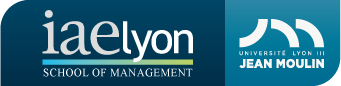 iaelyon
SCHOOL OF MANAGEMENT
UNIVERSITÉ LYON III
JEAN MOULIN